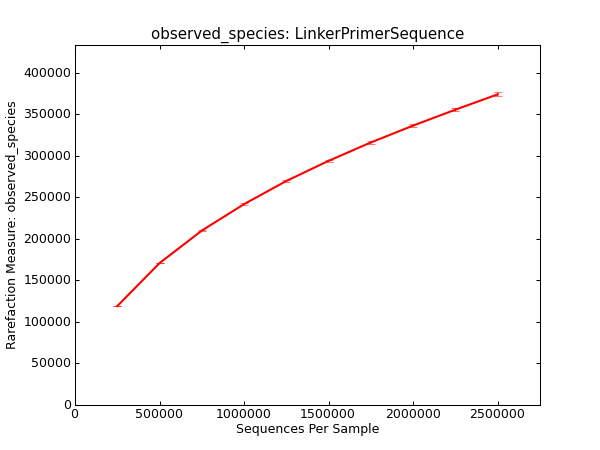 observed_species: LinkerPrimerSequence
Rarefaction Measure: observed_species
400000
350000
300000
250000
200000
150000
100000
50000
0
0 500000 1000000 1500000 2000000 2500000
Sequences Per Sample